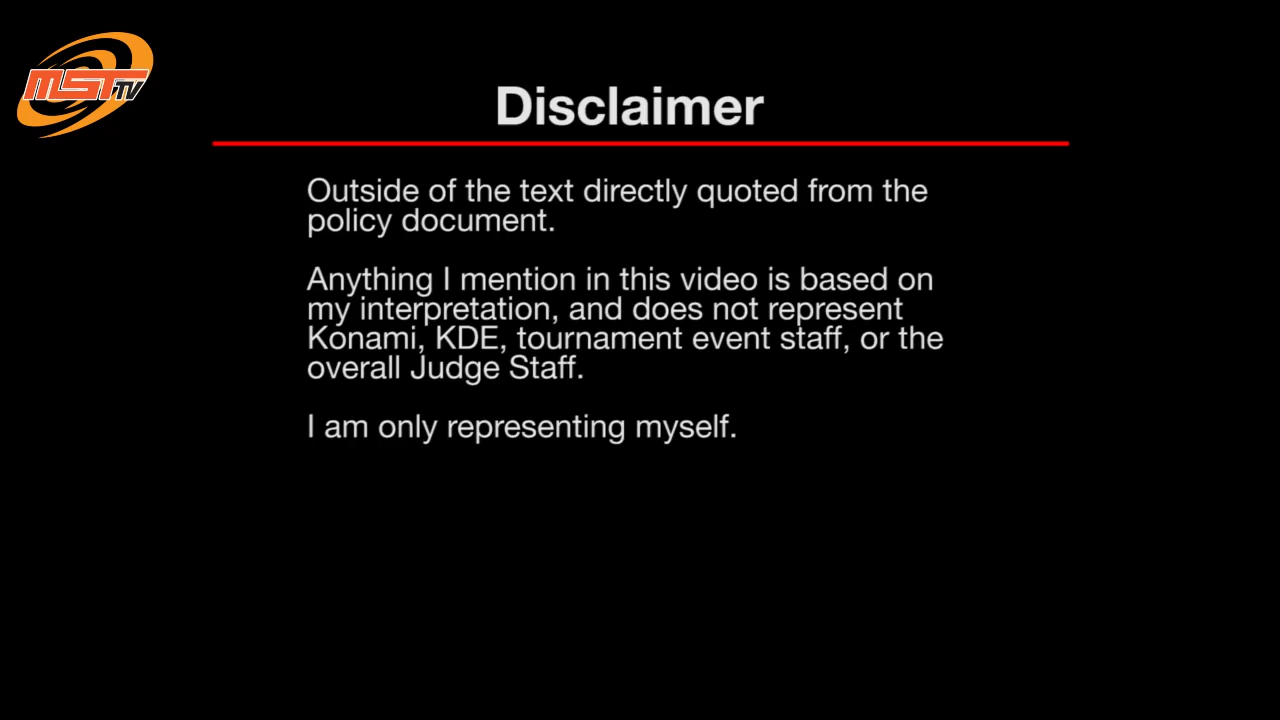 MST TV
Disclaimer
Outside of the text directly quoted from the
policy document.
Anything I mention in this video is based on
my interpretation, and does not represent
Konami, KDE, tournament event staff, or the
overall Judge Staff.
I am only representing myself.